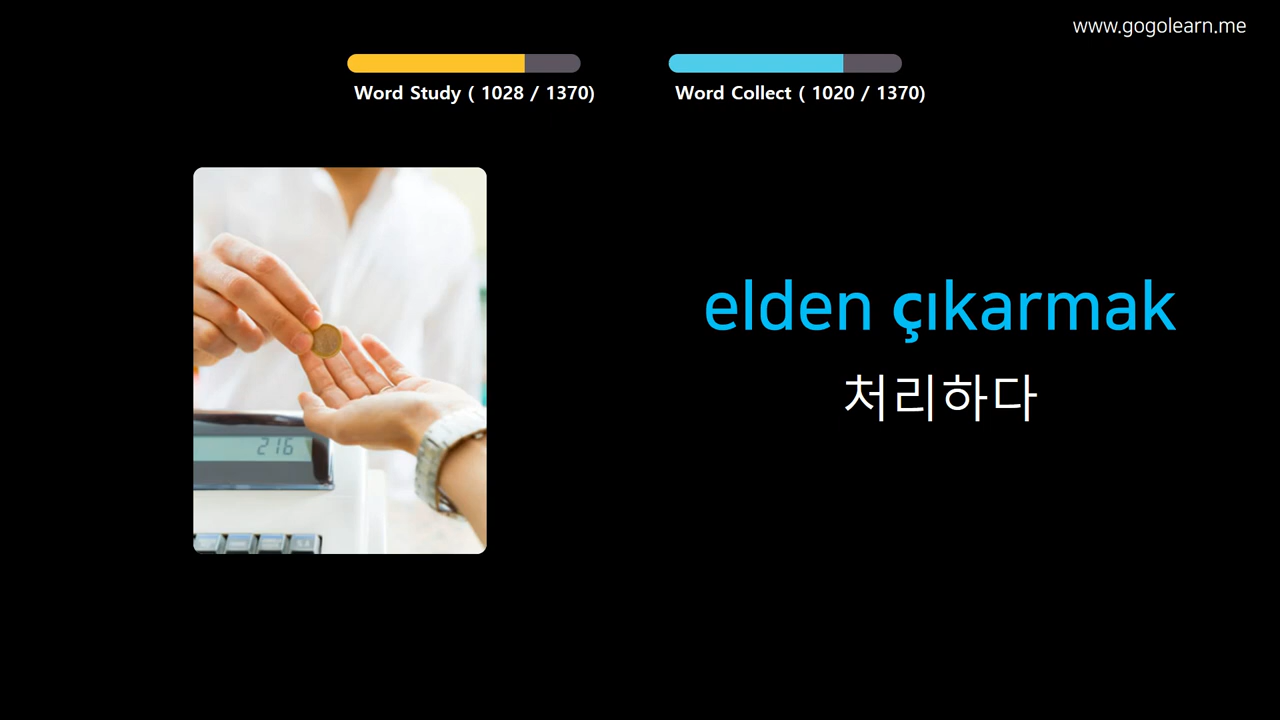 www.gogolearn.me
Word Study ( 1028 / 1370)
Word Collect ( 1020 / 1370)
elden çıkarmak
처리하다
216